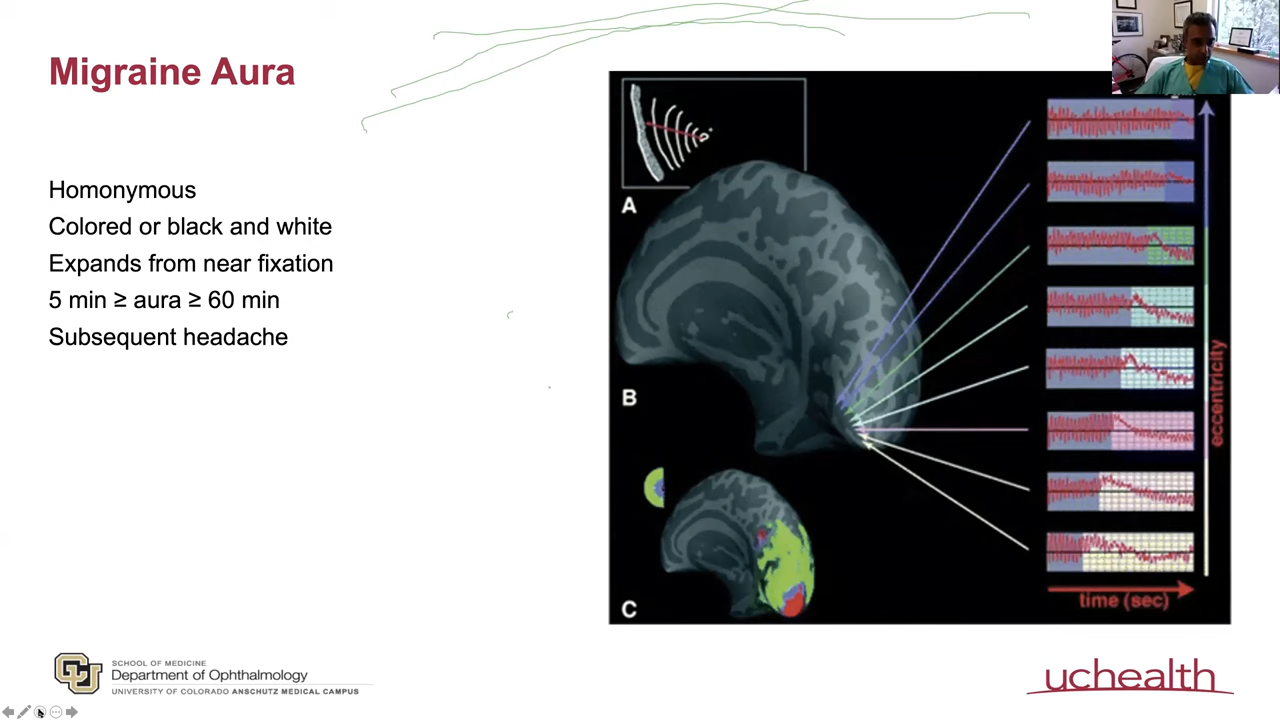 Migraine Aura
Homonymous
Colored or black and white
Expands from near fixation
5 min ≥ aura ≥ 60 min
Subsequent headache
A
B
C
eccentricity
time (sec)
CU
SCHOOL OF MEDICINE
Department of Ophthalmology
UNIVERSITY OF COLORADO ANSCHUTZ MEDICAL CAMPUS
uchealth